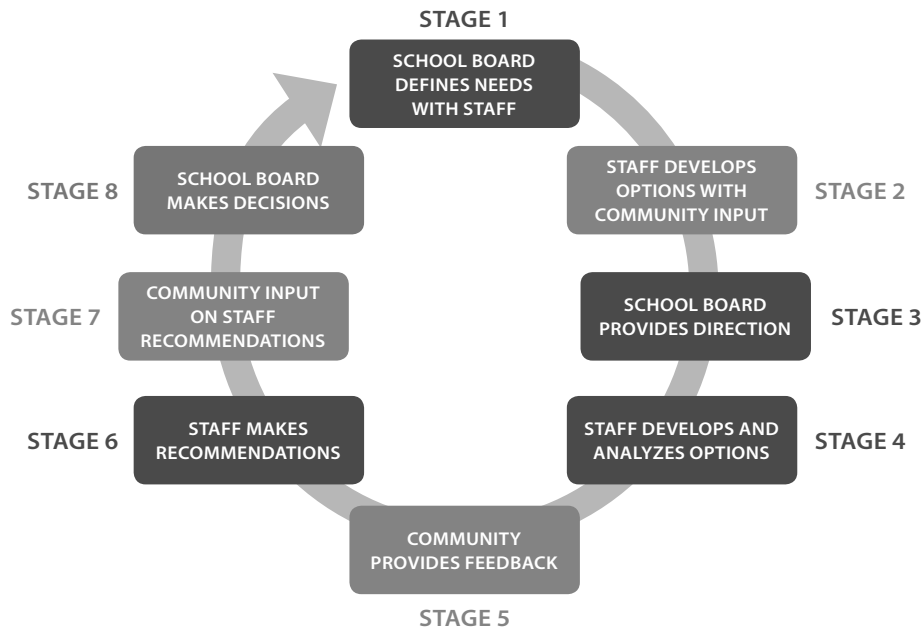 STAGE 1
SCHOOL BOARD
DEFINES NEEDS
WITH STAFF
STAFF DEVELOPS
OPTIONS WITH
COMMUNITY INPUT
STAGE 2
SCHOOL BOARD
PROVIDES DIRECTION
STAGE 3
STAFF DEVELOPS AND
ANALYZES OPTIONS
STAGE 4
COMMUNITY
PROVIDES FEEDBACK
STAGE 5
STAGE 6
STAFF MAKES
RECOMMENDATIONS
STAGE 7
COMMUNITY INPUT
ON STAFF
RECOMMENDATIONS
STAGE 8
SCHOOL BOARD
MAKES DECISIONS